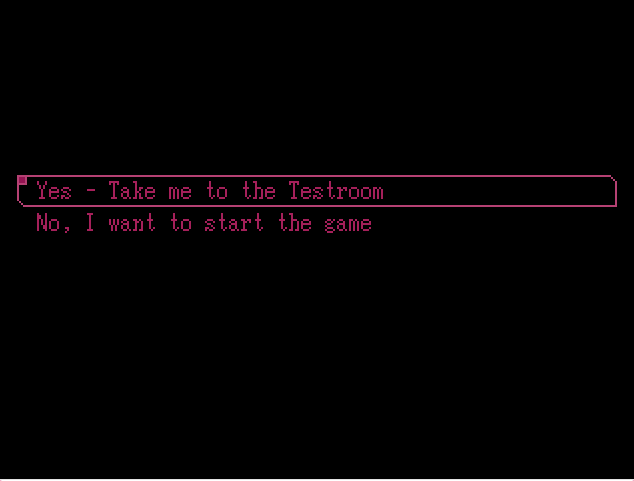 Yes - Take me to the Testroom
No, I want to start the game